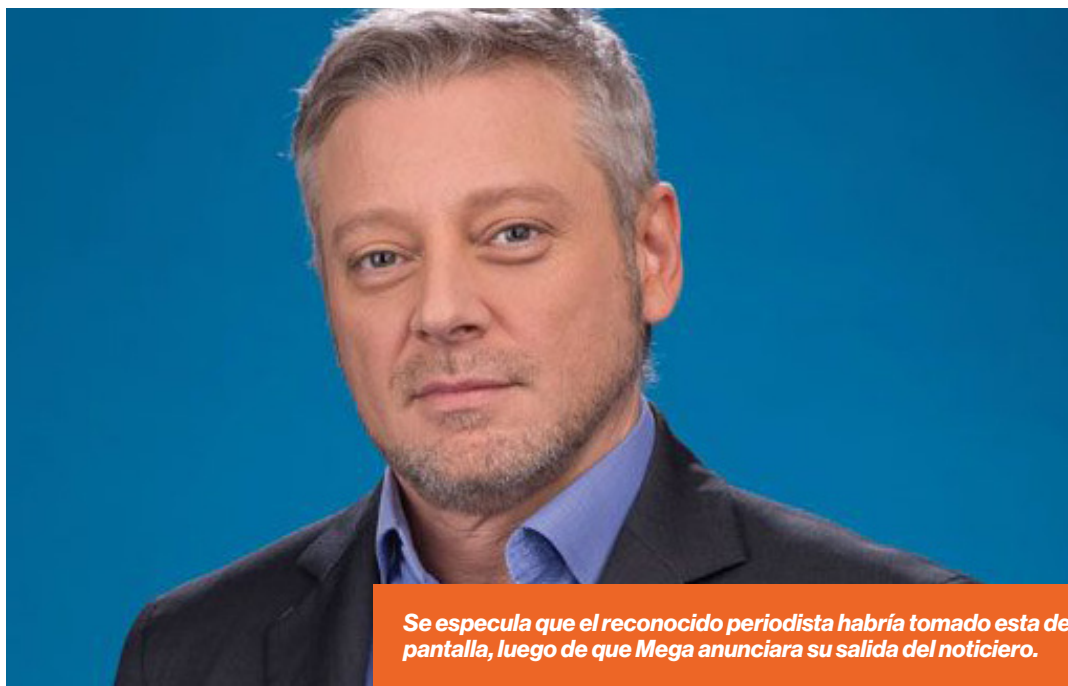 Se especula que el reconocido periodista habría tomado esta de
pantalla, luego de que Mega anunciara su salida del noticiero.